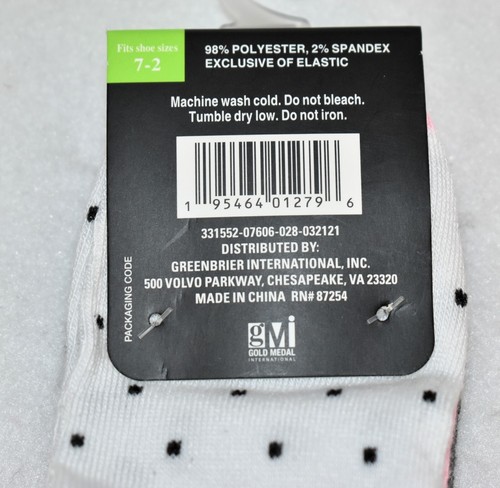 Fits shoe sizes
7-2
98% POLYESTER, 2% SPANDEX
EXCLUSIVE OF ELASTIC
Machine wash cold. Do not bleach.
Tumble dry low. Do not iron.
1 95464 01279 6
331552-07606-028-032121
DISTRIBUTED BY:
GREENBRIER INTERNATIONAL, INC.
500 VOLVO PARKWAY, CHESAPEAKE, VA 23320
MADE IN CHINA RN# 87254
PACKAGING CODE
gMi
GOLD MEDAL
INTERNATIONAL